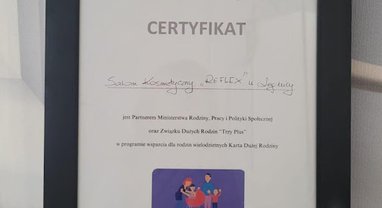 CERTYFIKAT
Salon Kosmetyczny „REFLEX” w Legnicy
jest Partnerem Ministerstwa Rodziny, Pracy i Polityki Społecznej
oraz Związku Dużych Rodzin "Trzy Plus"
w programie wsparcia dla rodzin wielodzietnych Karta Dużej Rodziny